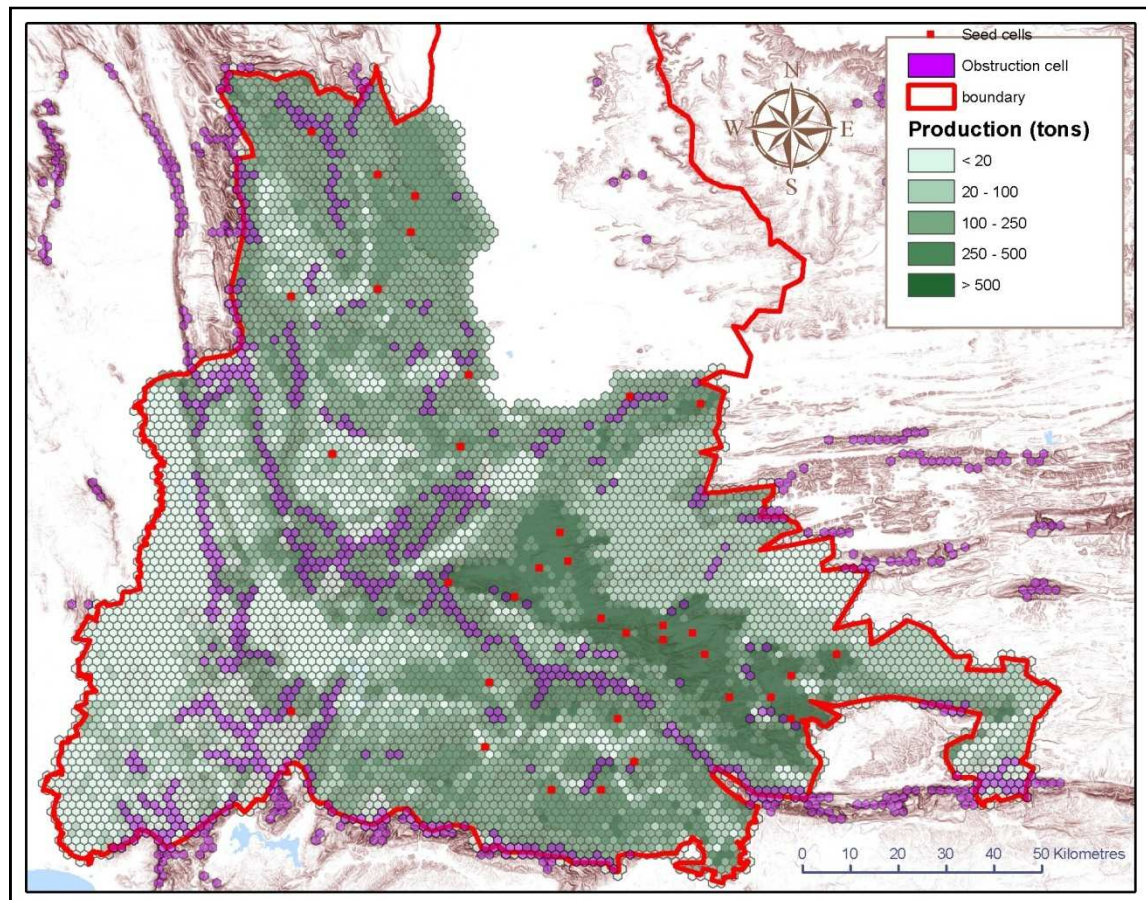 Seed cells
Obstruction cell
boundary
Production (tons)
< 20
20 - 100
100 - 250
250 - 500
> 500
N
W E
S
0 10 20 30 40 50 Kilometres